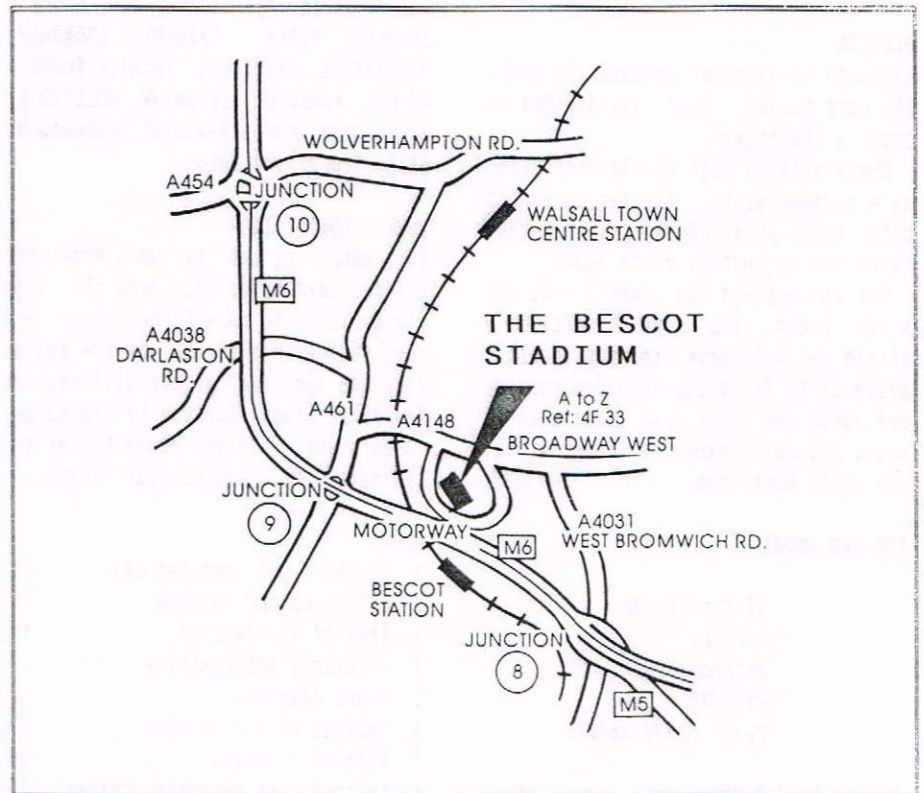 WOLVERHAMPTON RD.
A454
JUNCTION
10
WALSALL TOWN
CENTRE STATION
M6
THE BESCOT
STADIUM
A4038
DARLASTON
RD.
A to Z
Ref: 4F 33
A461
A4148
BROADWAY WEST
JUNCTION
9
MOTORWAY
A4031
WEST BROMWICH RD.
M6
BESCOT
STATION
JUNCTION
8
M5